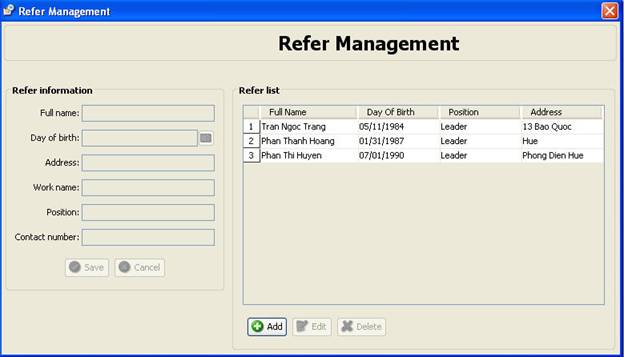 Refer Management
Refer Management
Refer information
Full name:
Day of birth:
Address:
Work name:
Position:
Contact number:
Save Cancel
Refer list
Full Name Day Of Birth Position Address
1 Tran Ngoc Trang 05/11/1984 Leader 13 Bao Quoc
2 Phan Thanh Hoang 01/31/1987 Leader Hue
3 Phan Thi Huyen 07/01/1990 Leader Phong Dien Hue
Add Edit Delete